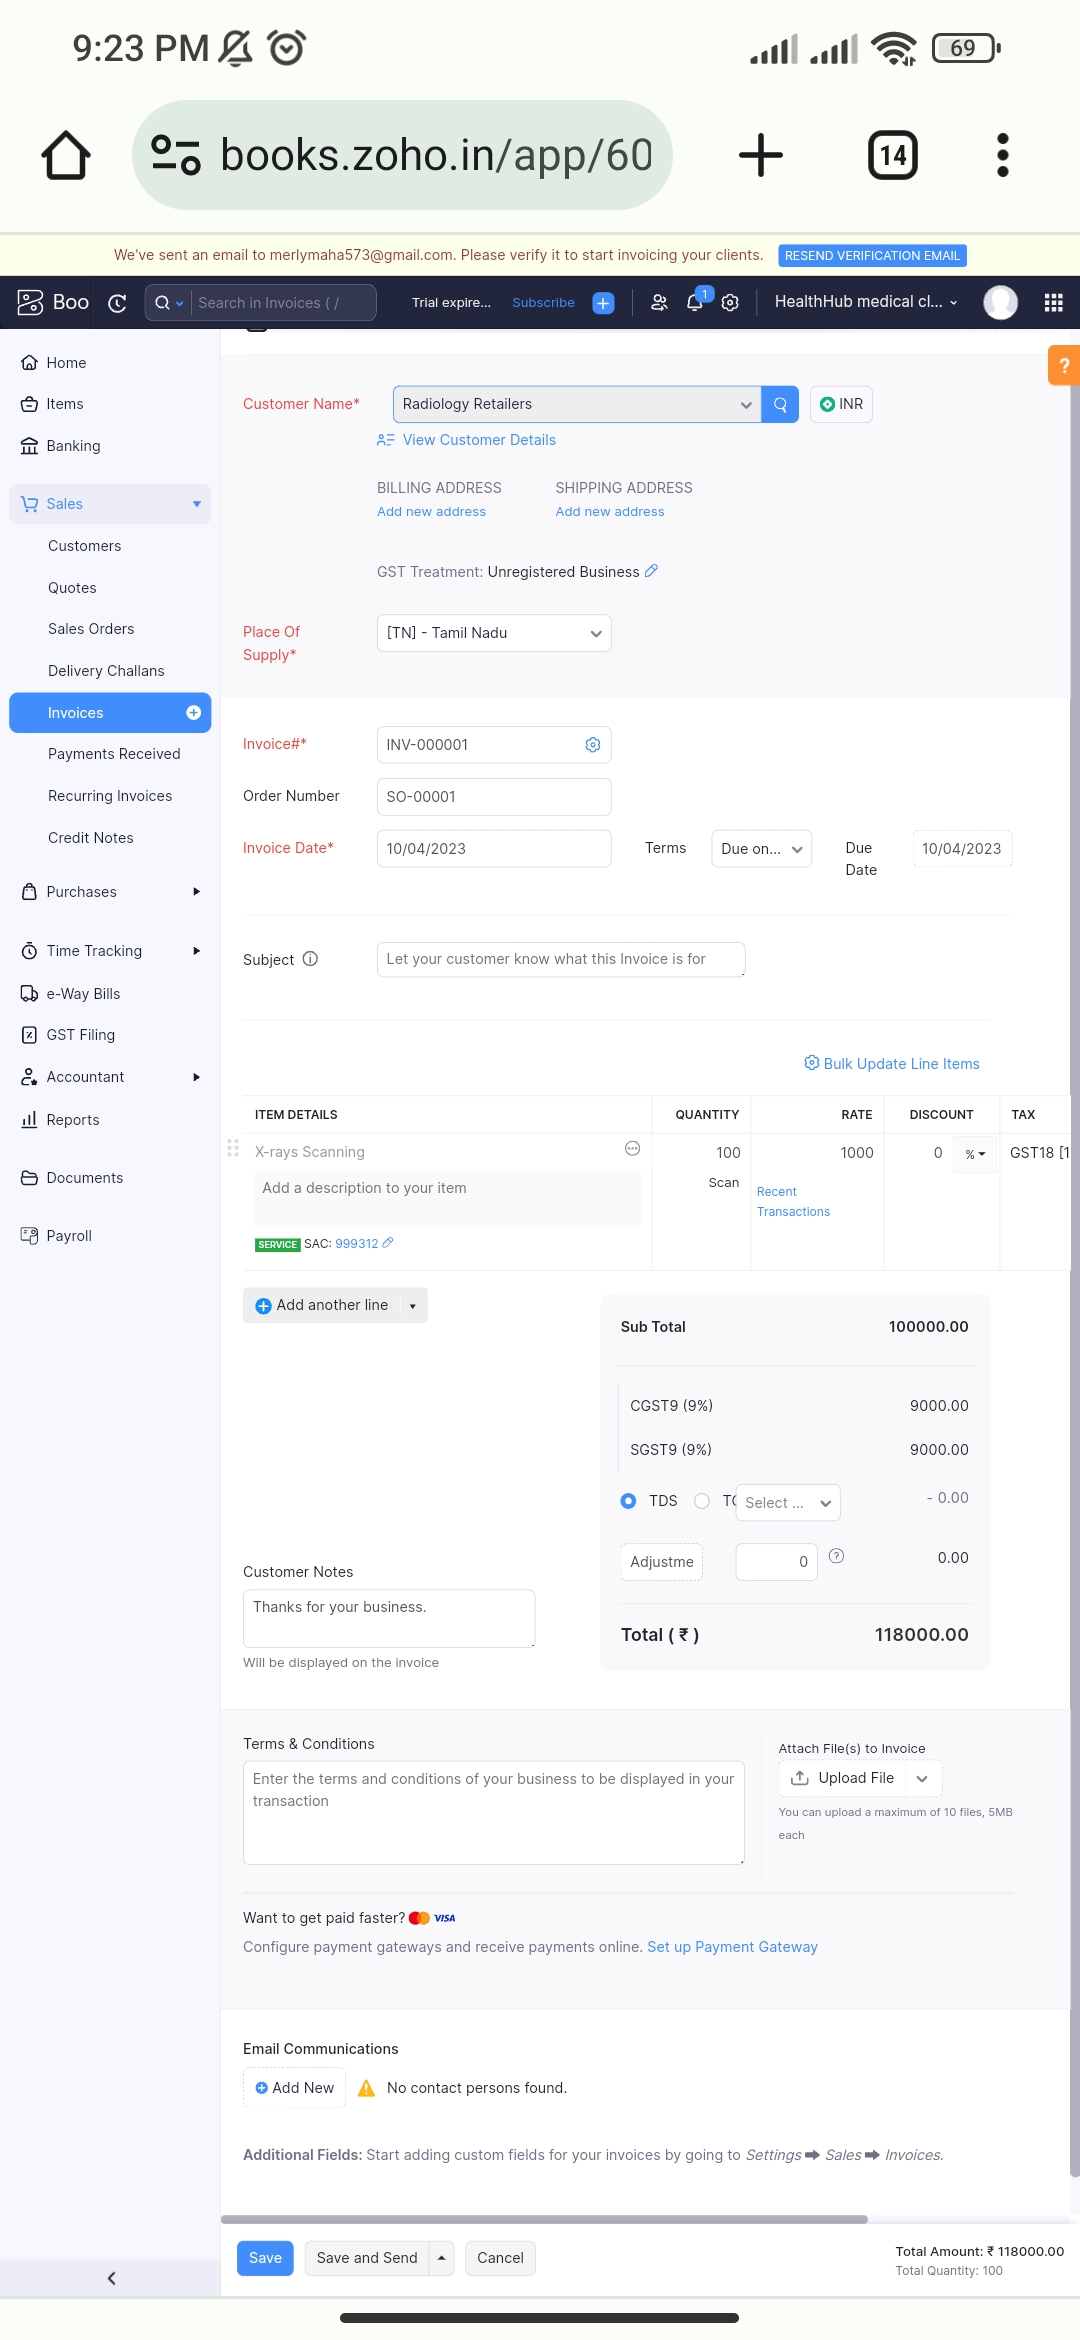 9:23 PM
69
books.zoho.in/app/60
14
We've sent an email to merlymaha573@gmail.com. Please verify it to start invoicing your clients. RESEND VERIFICATION EMAIL
Boo
Search in Invoices ( /
Trial expire...
Subscribe
1
HealthHub medical cl...
?
Home
Items
Banking
Sales
Customers
Quotes
Sales Orders
Delivery Challans
Invoices
Payments Received
Recurring Invoices
Credit Notes
Purchases
Time Tracking
e-Way Bills
GST Filing
Accountant
Reports
Documents
Payroll
Customer Name* Radiology Retailers INR
View Customer Details
BILLING ADDRESS SHIPPING ADDRESS
Add new address Add new address
GST Treatment: Unregistered Business
Place Of Supply* [TN] - Tamil Nadu
Invoice#* INV-000001
Order Number SO-00001
Invoice Date* 10/04/2023 Terms Due on... Due Date 10/04/2023
Subject Let your customer know what this Invoice is for
Bulk Update Line Items
ITEM DETAILS QUANTITY RATE DISCOUNT TAX
X-rays Scanning 100 1000 0 % GST18 [1
Add a description to your item Scan Recent Transactions
SERVICE SAC: 999312
Add another line
Sub Total 100000.00
CGST9 (9%) 9000.00
SGST9 (9%) 9000.00
TDS TC Select ... - 0.00
Adjustme 0 0.00
Total ( ₹ ) 118000.00
Customer Notes
Thanks for your business.
Will be displayed on the invoice
Terms & Conditions
Enter the terms and conditions of your business to be displayed in your
transaction
Attach File(s) to Invoice
Upload File
You can upload a maximum of 10 files, 5MB
each
Want to get paid faster? VISA
Configure payment gateways and receive payments online. Set up Payment Gateway
Email Communications
Add New No contact persons found.
Additional Fields: Start adding custom fields for your invoices by going to Settings ➡ Sales ➡ Invoices.
Save Save and Send Cancel
Total Amount: ₹ 118000.00
Total Quantity: 100